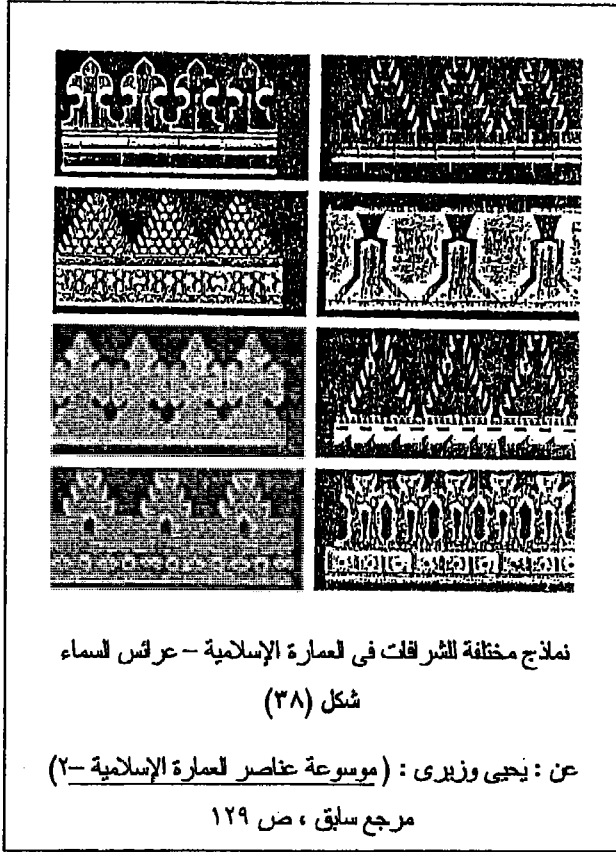 نماذج مختلفة للشرافات فى العمارة الإسلامية – عرائس السماء
شكل (٣٨)
عن : يحيى وزيرى : (موسوعة عناصر العمارة الإسلامية –٢)
مرجع سابق ، ص ١٢٩